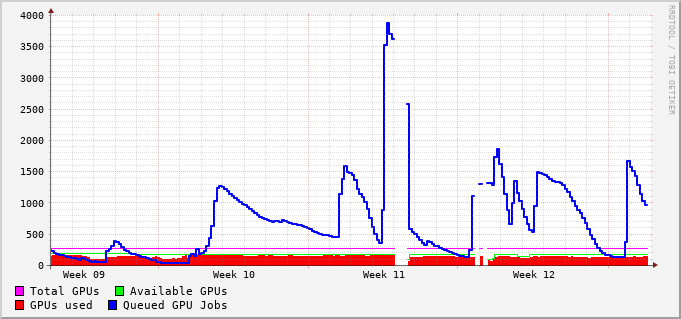 4000
3500
3000
2500
2000
1500
1000
500
0
Week 09 Week 10 Week 11 Week 12
Total GPUs Available GPUs
GPUs used Queued GPU Jobs
RRDTOOL / TOBI OETIKER